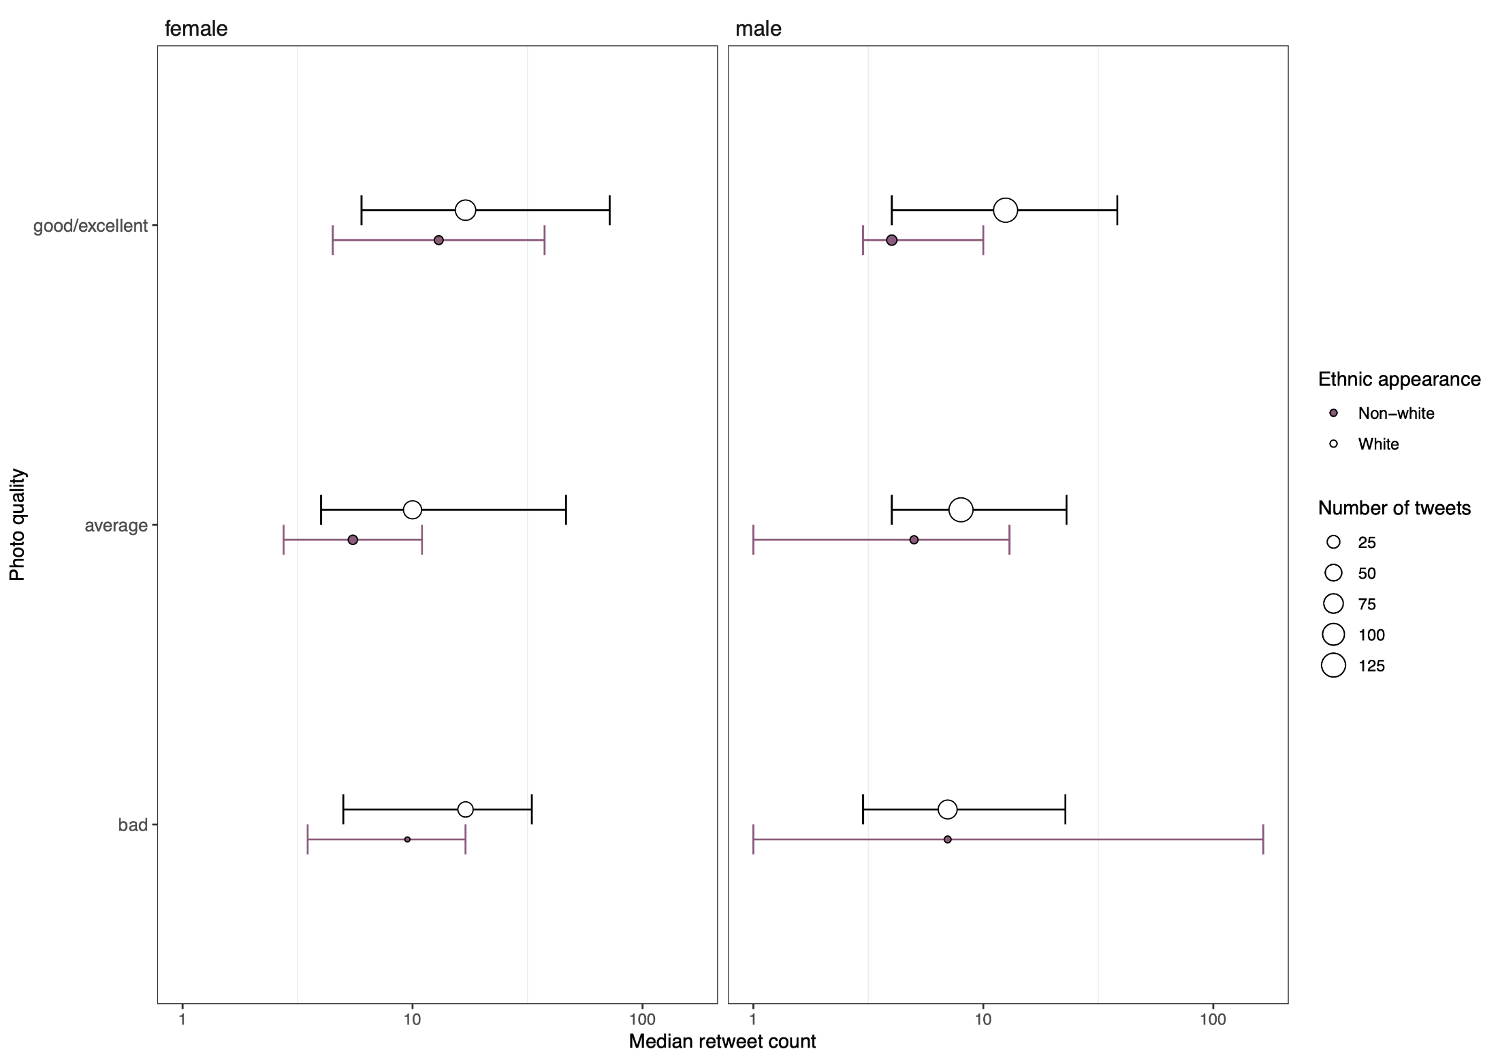 female
male
good/excellent
average
bad
Photo quality
1
10
100
1
10
100
Median retweet count
Ethnic appearance
Non−white
White
Number of tweets
25
50
75
100
125